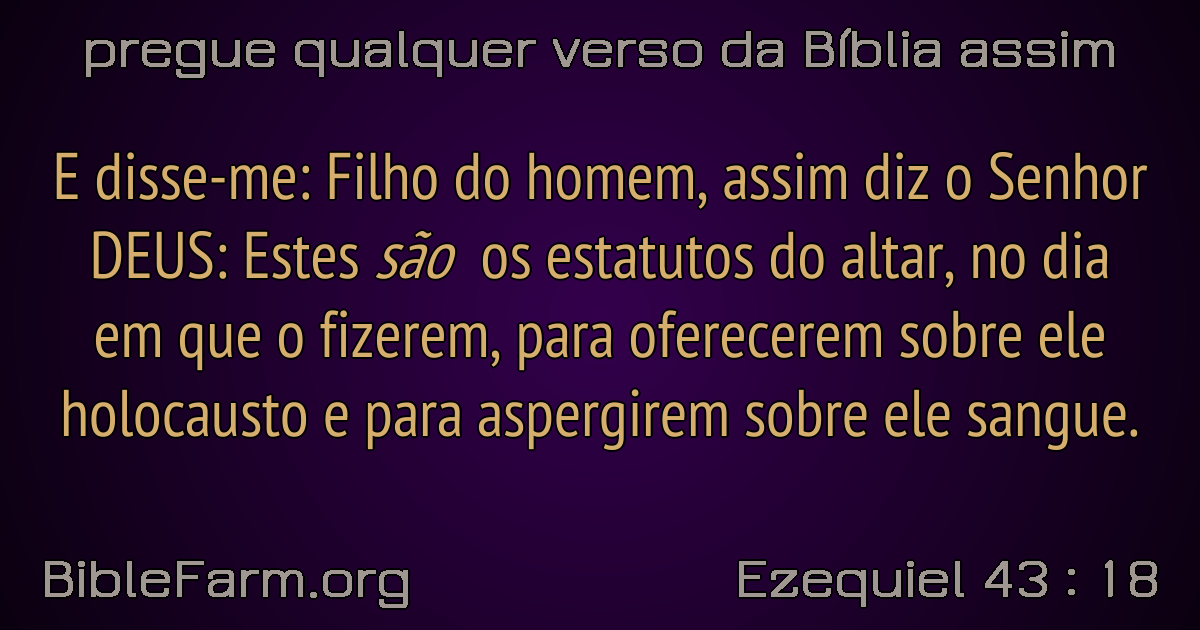 pregue qualquer verso da Bíblia assim
E disse-me: Filho do homem, assim diz o Senhor
DEUS: Estes são os estatutos do altar, no dia
em que o fizerem, para oferecerem sobre ele
holocausto e para aspergirem sobre ele sangue.
BibleFarm.org
Ezequiel 43 : 18